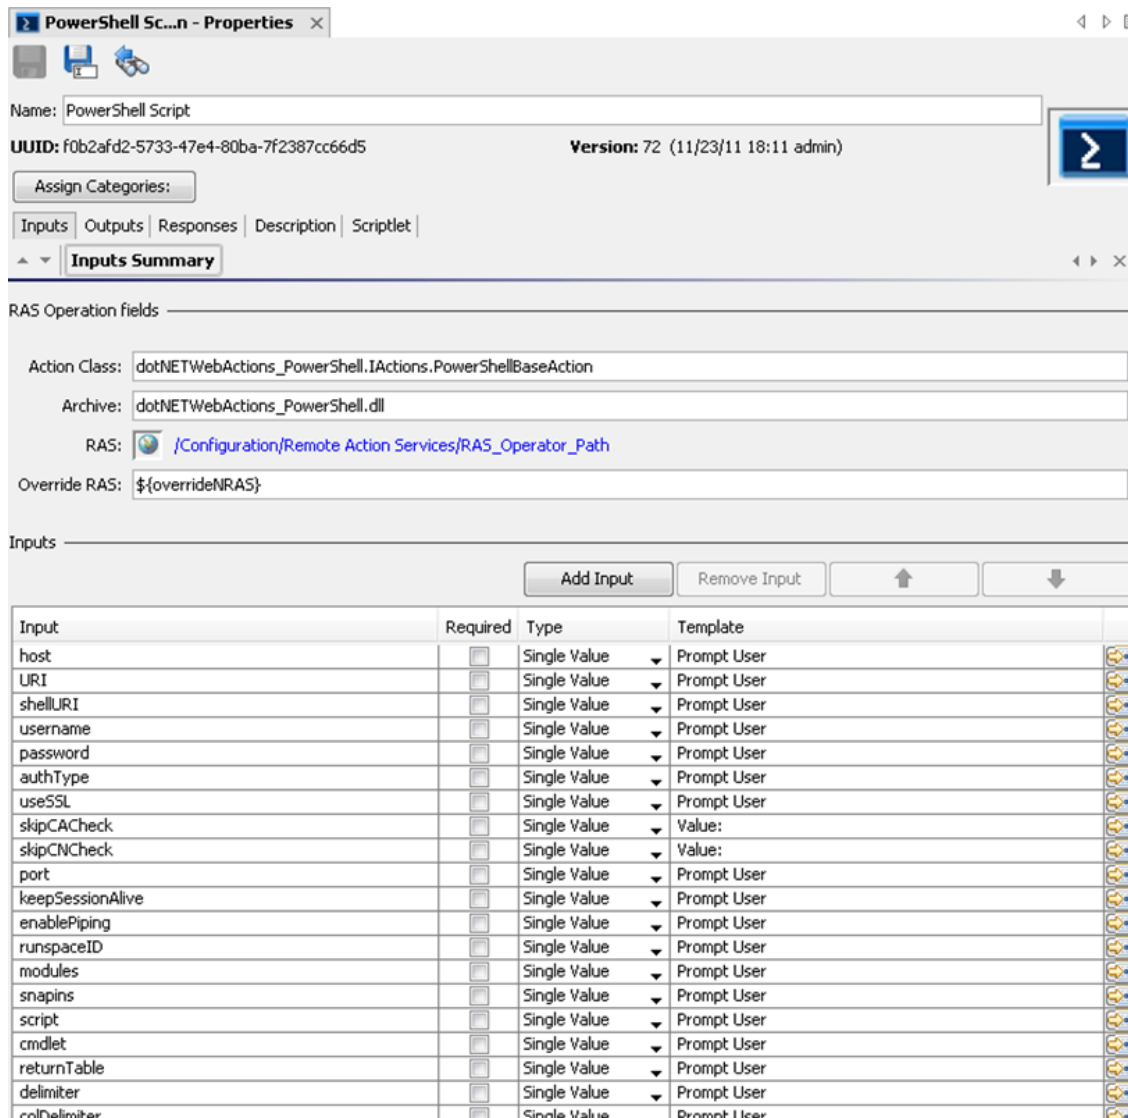 PowerShell Sc...n - Properties
Name: PowerShell Script
UUID: f0b2afd2-5733-47e4-80ba-7f2387cc66d5 Version: 72 (11/23/11 18:11 admin)
Assign Categories:
Inputs Outputs Responses Description Scriptlet
Inputs Summary
RAS Operation fields
Action Class: dotNETWebActions_PowerShell.IActions.PowerShellBaseAction
Archive: dotNETWebActions_PowerShell.dll
RAS: /Configuration/Remote Action Services/RAS_Operator_Path
Override RAS: ${overrideNRAS}
Inputs
Add Input Remove Input
Input Required Type Template
host Single Value Prompt User
URI Single Value Prompt User
shellURI Single Value Prompt User
username Single Value Prompt User
password Single Value Prompt User
authType Single Value Prompt User
useSSL Single Value Prompt User
skipCACheck Single Value Value:
skipCNCheck Single Value Value:
port Single Value Prompt User
keepSessionAlive Single Value Prompt User
enablePiping Single Value Prompt User
runspaceID Single Value Prompt User
modules Single Value Prompt User
snapins Single Value Prompt User
script Single Value Prompt User
cmdlet Single Value Prompt User
returnTable Single Value Prompt User
delimiter Single Value Prompt User
colDelimiter Single Value Prompt User